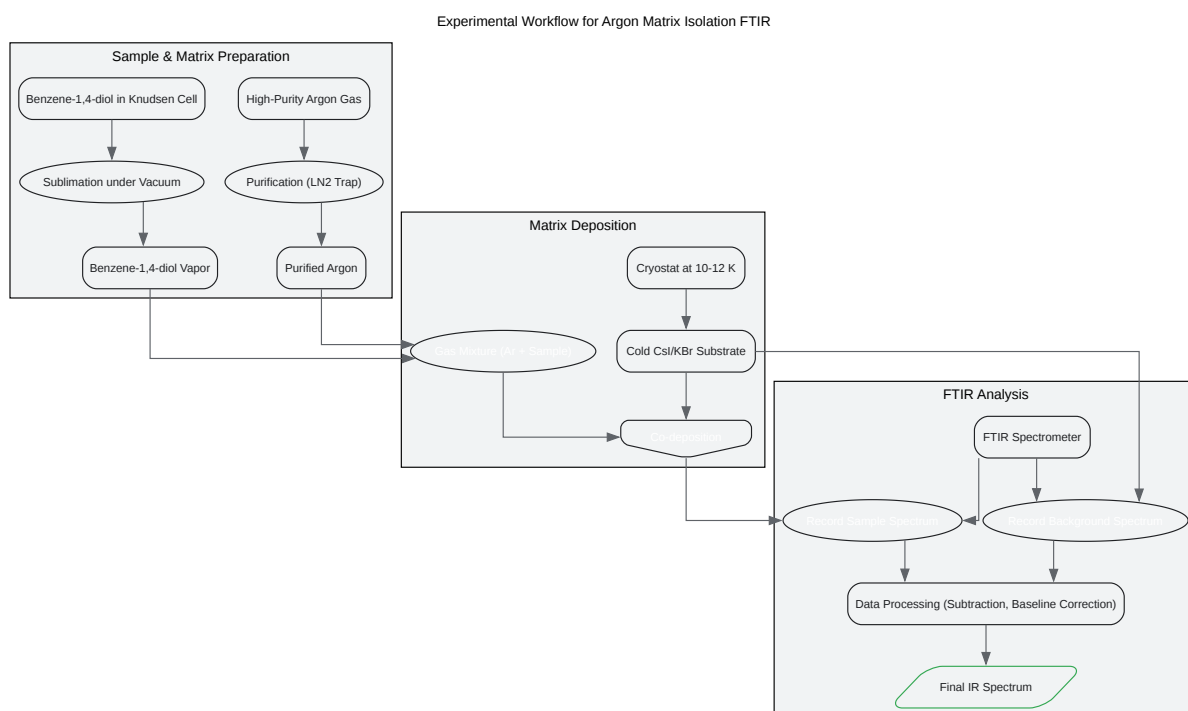 Experimental Workflow for Argon Matrix Isolation FTIR
Sample & Matrix Preparation
Benzene-1,4-diol in Knudsen Cell
High-Purity Argon Gas
Sublimation under Vacuum
Purification (LN2 Trap)
Benzene-1,4-diol Vapor
Purified Argon
Matrix Deposition
Cryostat at 10-12 K
Gas Mixture (Ar + Sample)
Cold CsI/KBr Substrate
Co-deposition
FTIR Analysis
FTIR Spectrometer
Record Sample Spectrum
Record Background Spectrum
Data Processing (Subtraction, Baseline Correction)
Final IR Spectrum